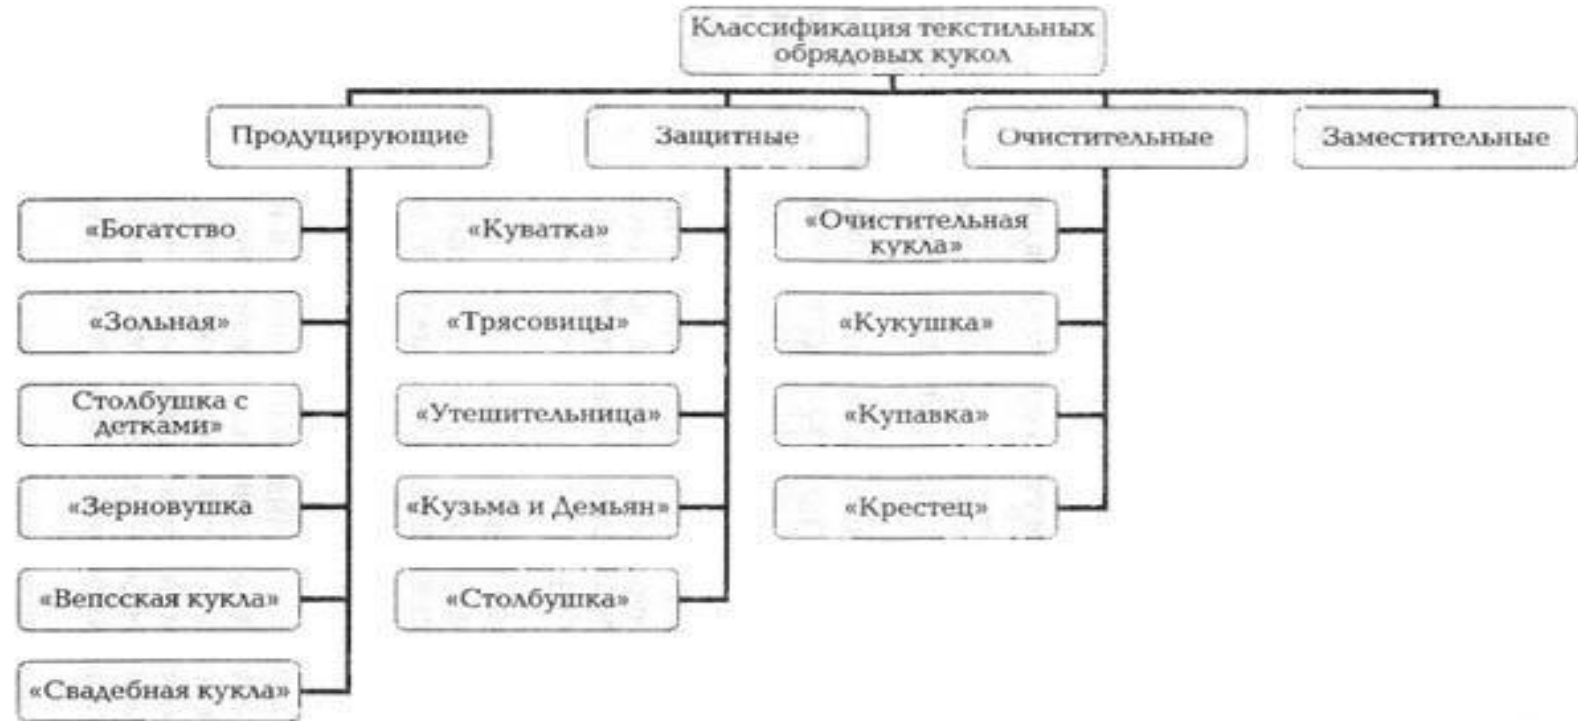 Классификация текстильных
обрядовых кукол
Продуцирующие
Защитные
Очистительные
Заместительные
«Богатство
«Зольная»
Столбушка с
детками»
«Зерновушка
«Вепсская кукла»
«Свадебная кукла»
«Куватка»
«Трясовицы»
«Утешительница»
«Кузьма и Демьян»
«Столбушка»
«Очистительная
кукла»
«Кукушка»
«Купавка»
«Крестец»